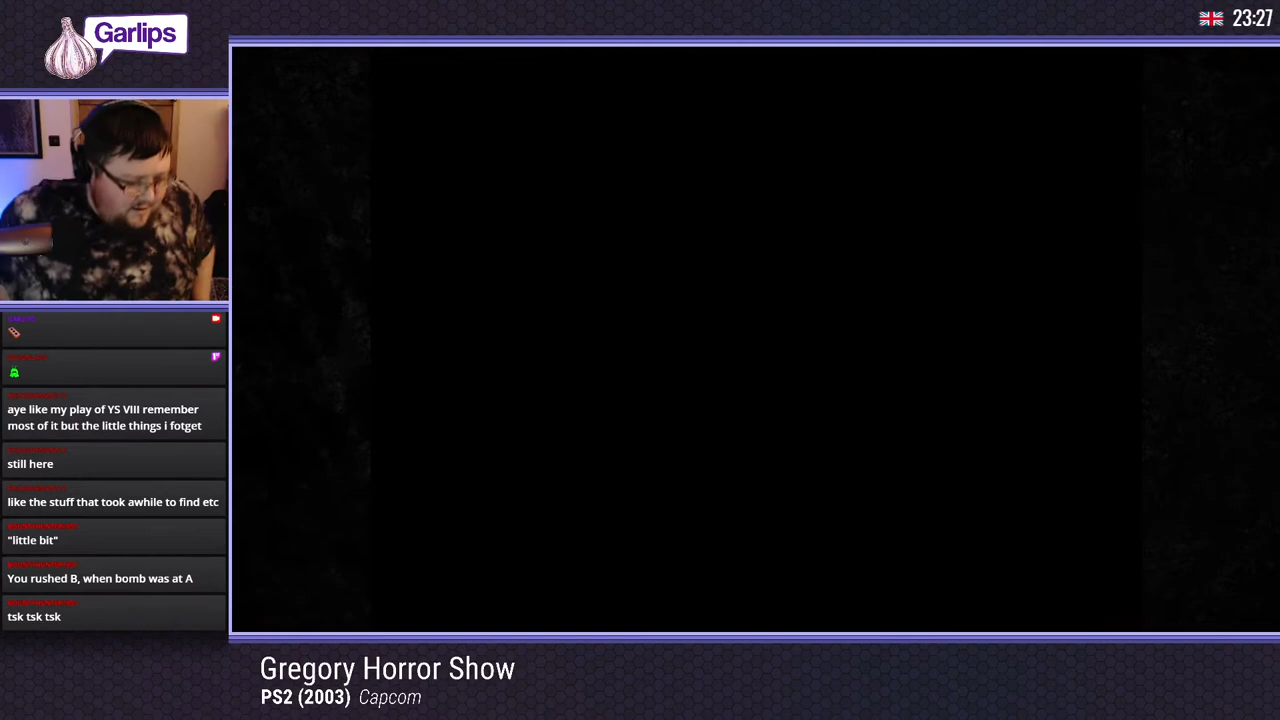 Garlips
23:27
aye like my play of YS VIII remember
most of it but the little things i fotget
still here
like the stuff that took awhile to find etc
"little bit"
You rushed B, when bomb was at A
tsk tsk tsk
Gregory Horror Show
PS2 (2003) Capcom